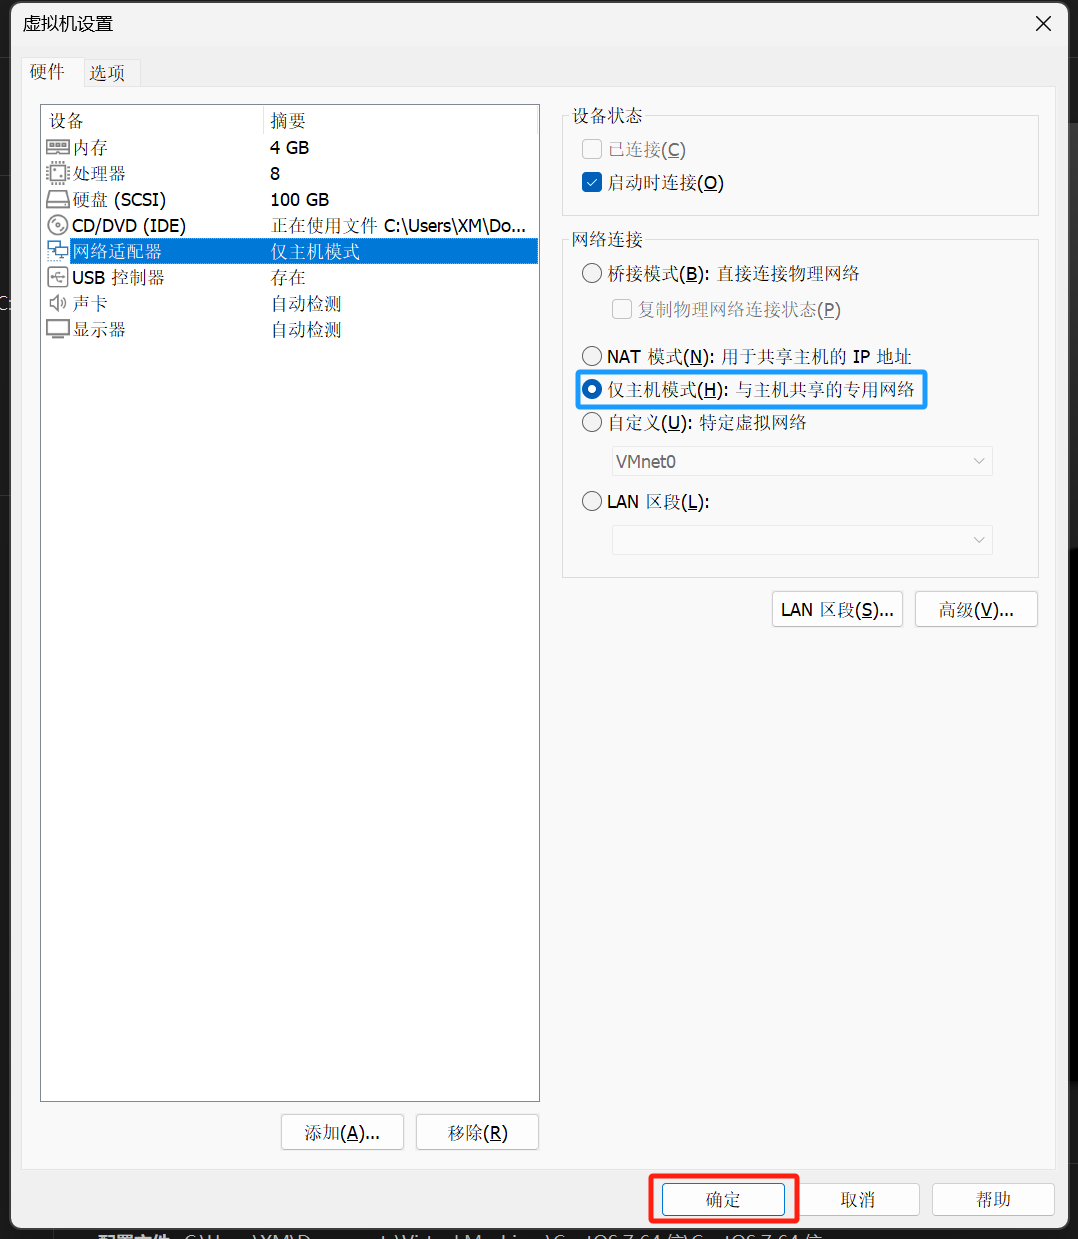 虚拟机设置
硬件 选项
设备 摘要
内存 4 GB
处理器 8
硬盘 (SCSI) 100 GB
CD/DVD (IDE) 正在使用文件 C:\Users\XM\Do...
网络适配器 仅主机模式
USB 控制器 存在
声卡 自动检测
显示器 自动检测
添加(A)... 移除(R)
设备状态
已连接(C)
启动时连接(O)
网络连接
桥接模式(B): 直接连接物理网络
复制物理网络连接状态(P)
NAT 模式(N): 用于共享主机的 IP 地址
仅主机模式(H): 与主机共享的专用网络
自定义(U): 特定虚拟网络
VMnet0
LAN 区段(L):
LAN 区段(S)... 高级(V)...
确定 取消 帮助